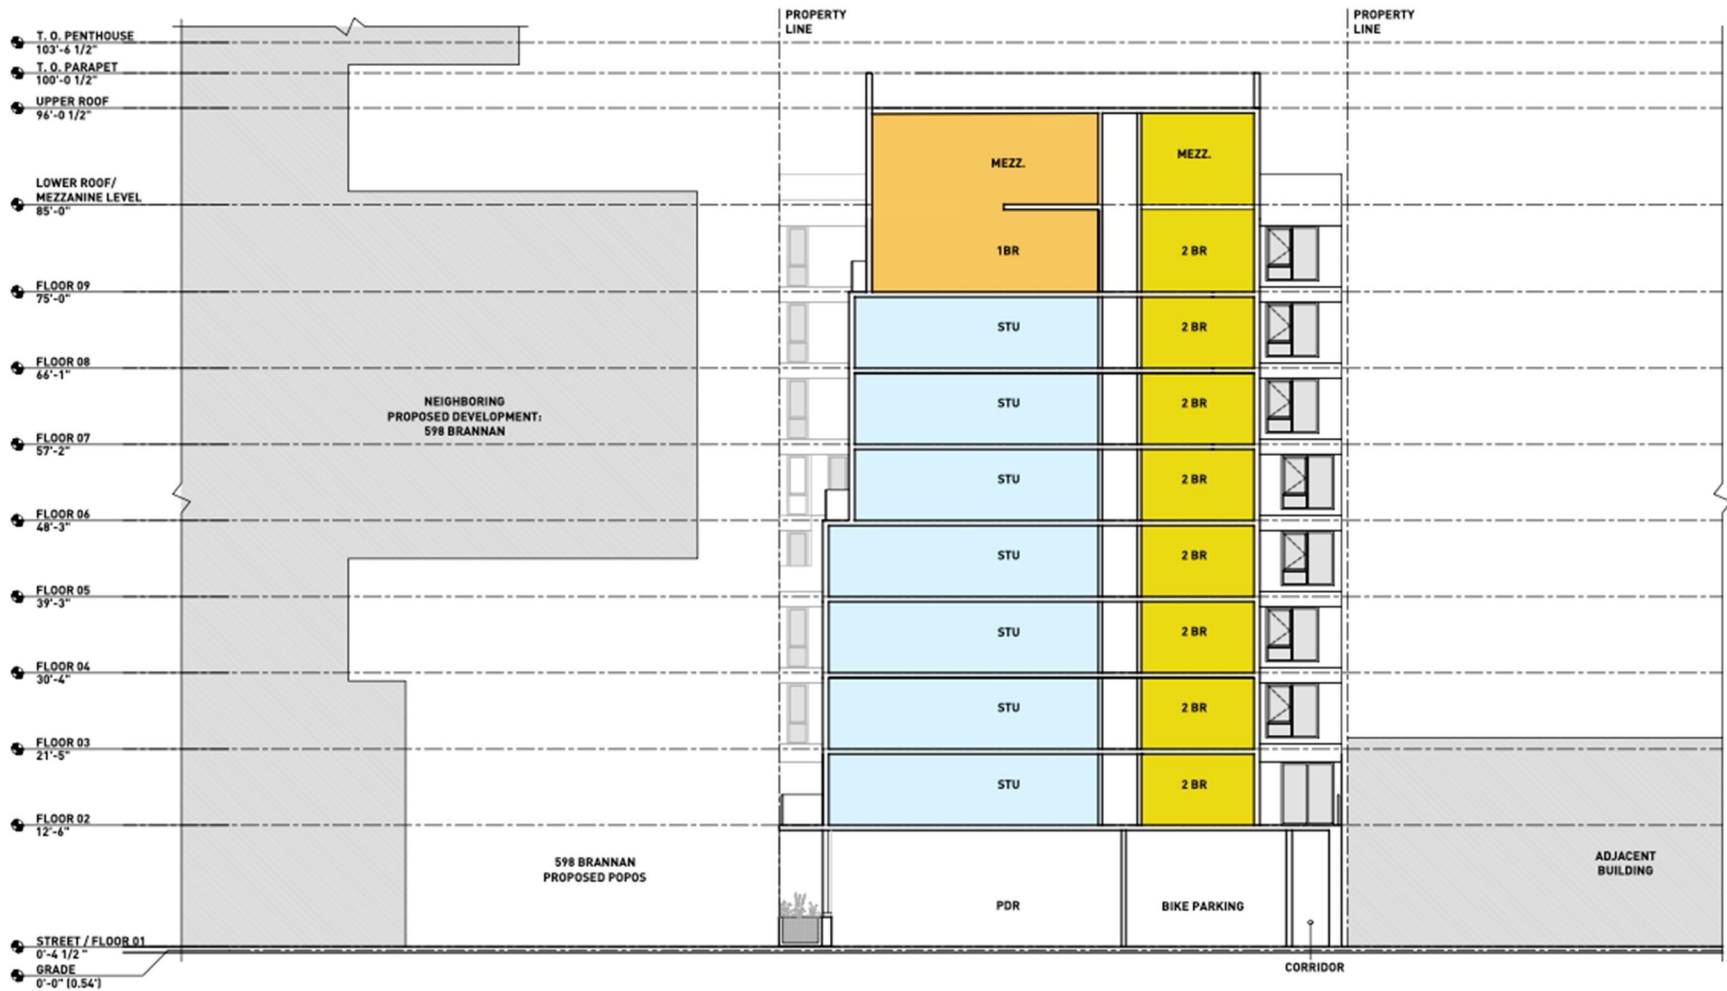 PROPERTY
LINE
PROPERTY
LINE
T. O. PENTHOUSE
103'-6 1/2"
T. O. PARAPET
100'-0 1/2"
UPPER ROOF
96'-0 1/2"
LOWER ROOF/
MEZZANINE LEVEL
85'-0"
MEZZ.
MEZZ.
1BR
2 BR
FLOOR 09
75'-0"
STU
2 BR
FLOOR 08
66'-1"
NEIGHBORING
PROPOSED DEVELOPMENT:
598 BRANNAN
STU
2 BR
FLOOR 07
57'-2"
STU
2 BR
FLOOR 06
48'-3"
STU
2 BR
FLOOR 05
39'-3"
STU
2 BR
FLOOR 04
30'-4"
STU
2 BR
FLOOR 03
21'-5"
STU
2 BR
FLOOR 02
12'-6"
598 BRANNAN
PROPOSED POPOS
ADJACENT
BUILDING
PDR
BIKE PARKING
STREET / FLOOR 01
0'-4 1/2 "
CORRIDOR
GRADE
0'-0" (0.54')